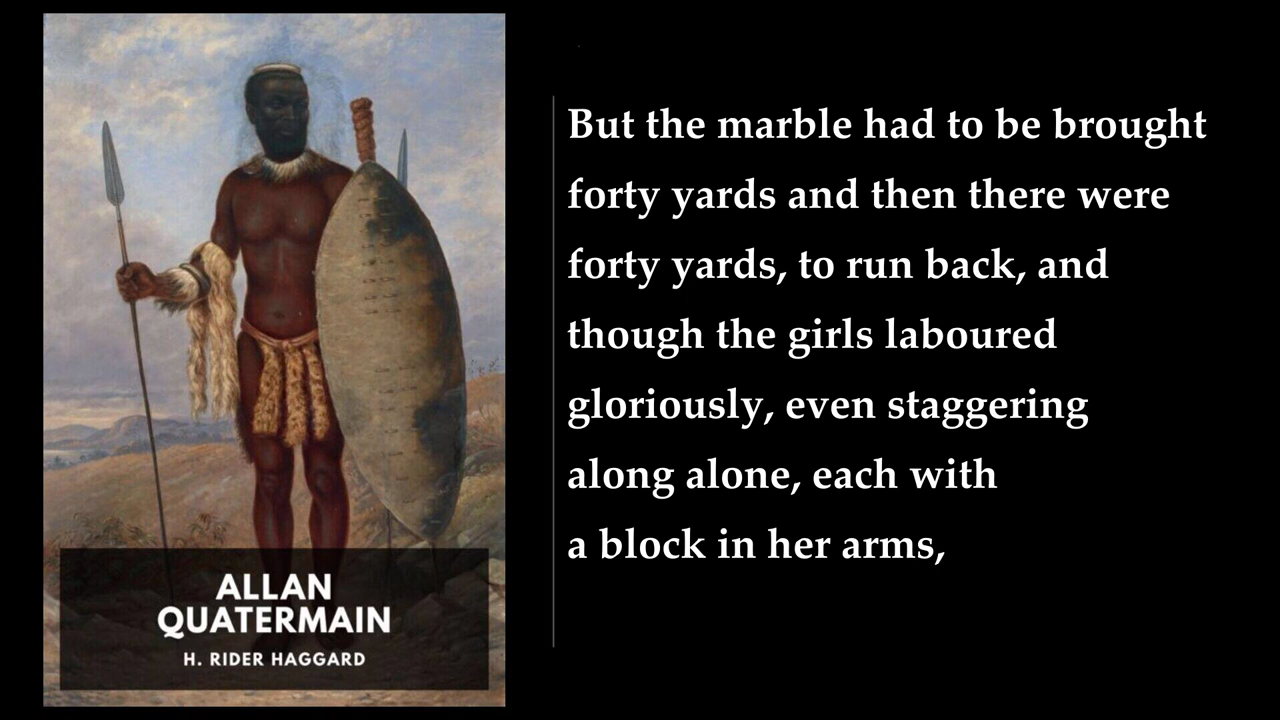 ALLAN
QUATERMAIN
H. RIDER HAGGARD
But the marble had to be brought
forty yards and then there were
forty yards, to run back, and
though the girls laboured
gloriously, even staggering
along alone, each with
a block in her arms,